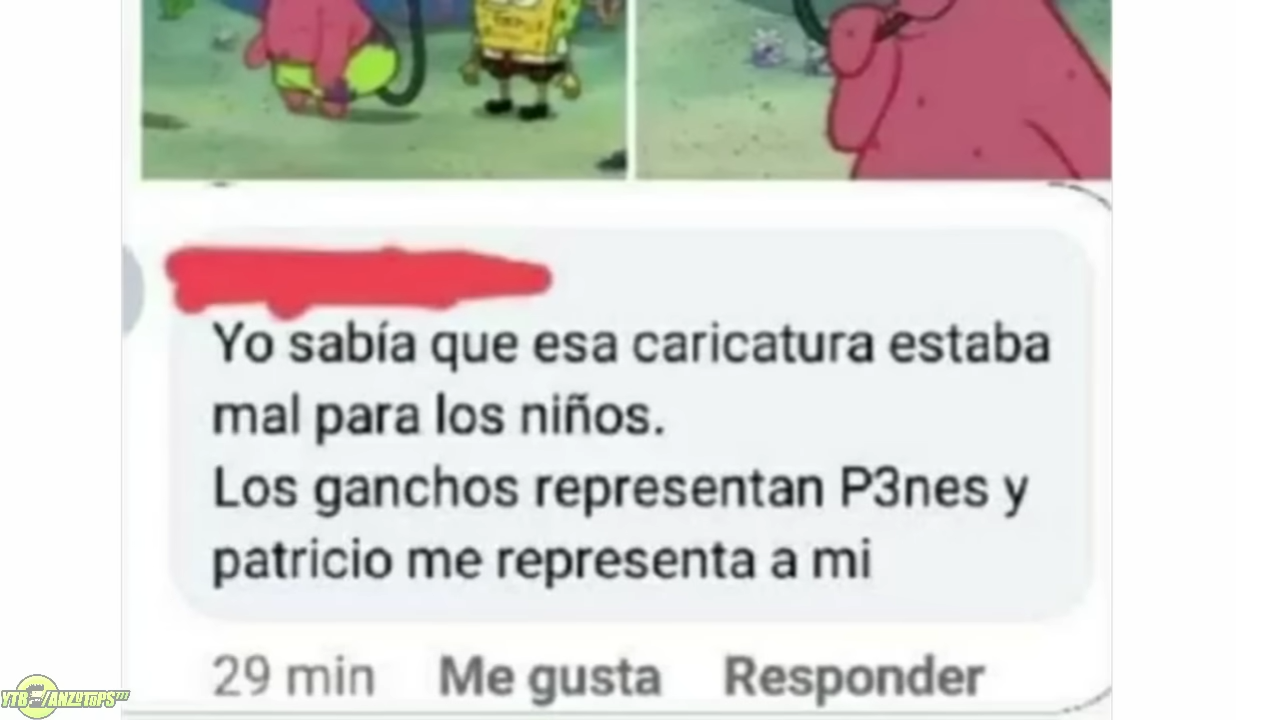 Yo sabía que esa caricatura estaba
mal para los niños.
Los ganchos representan P3nes y
patricio me representa a mi
29 min Me gusta Responder